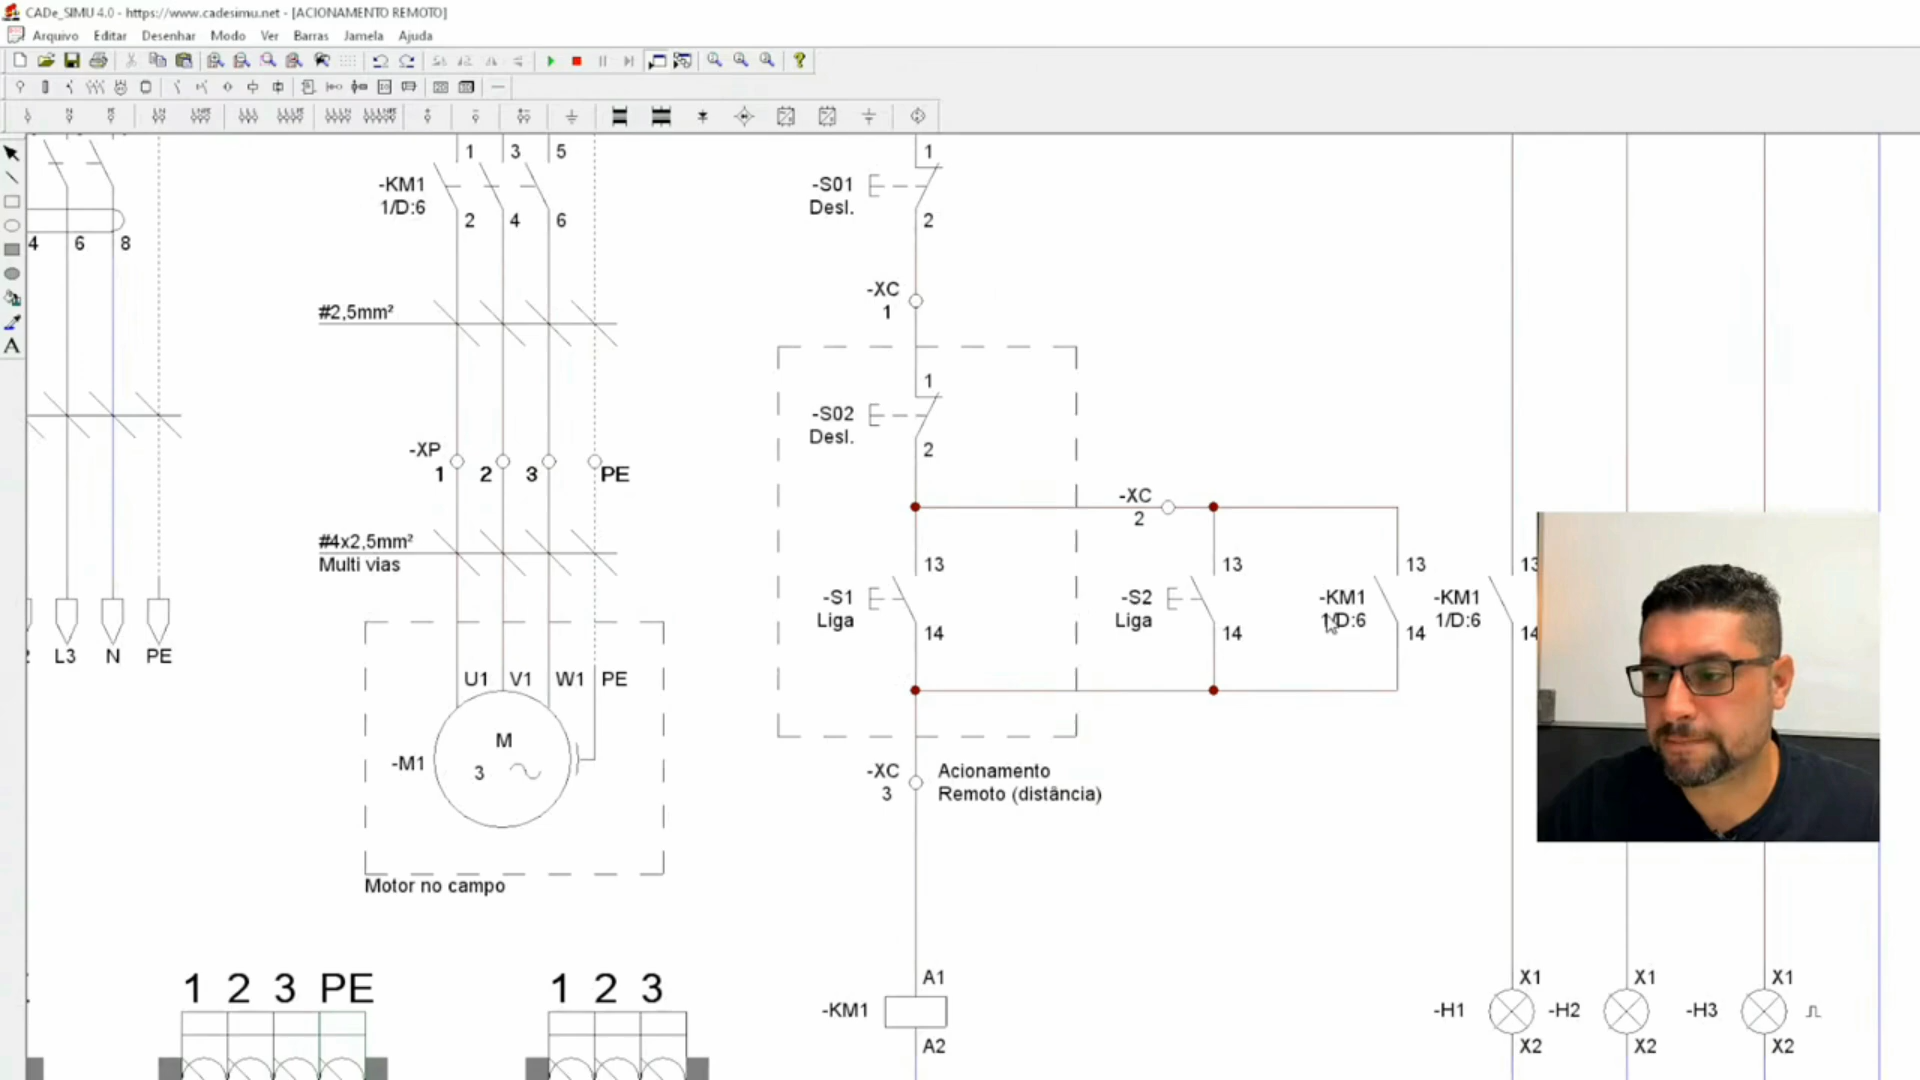 CADe_SIMU 4.0 - https://www.cadesimu.net - [ACIONAMENTO REMOTO]
Arquivo Editar Desenhar Modo Ver Barras Janela Ajuda
1 3 5
-KM1
1/D:6
2 4 6
4 6 8
#2,5mm²
-XP
1 2 3 PE
#4x2,5mm²
Multi vias
L3 N PE
U1 V1 W1 PE
M
3
-M1
Motor no campo
1 2 3 PE
1 2 3
1
-S01
Desl.
2
-XC
1
1
-S02
Desl.
2
-XC
2
13
-S1
Liga
14
13
-S2
Liga
14
13
-KM1
1/D:6
14
13
-KM1
1/D:6
14
-XC
3
Acionamento
Remoto (distância)
A1
-KM1
A2
X1
-H1
X2
X1
-H2
X2
X1
-H3
X2